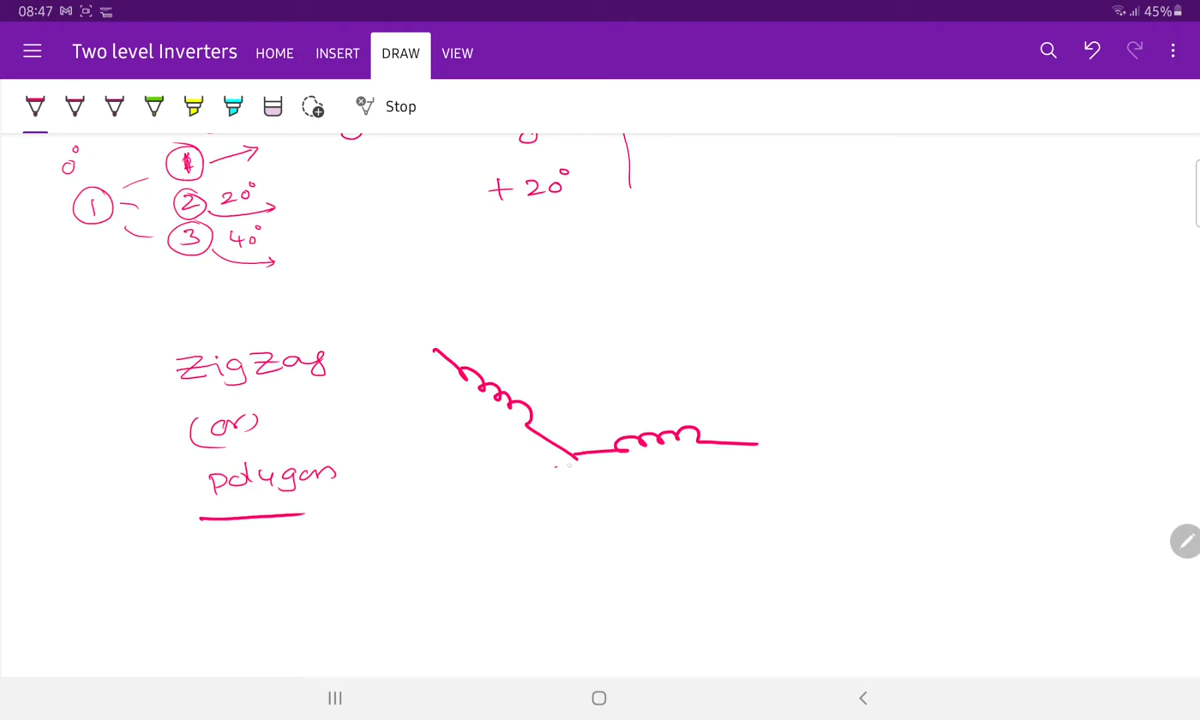 08:47 45%
Two level Inverters HOME INSERT DRAW VIEW
Stop
0° 1
1 2 20° + 20°
3 40°
ZigZag
(or)
polygon